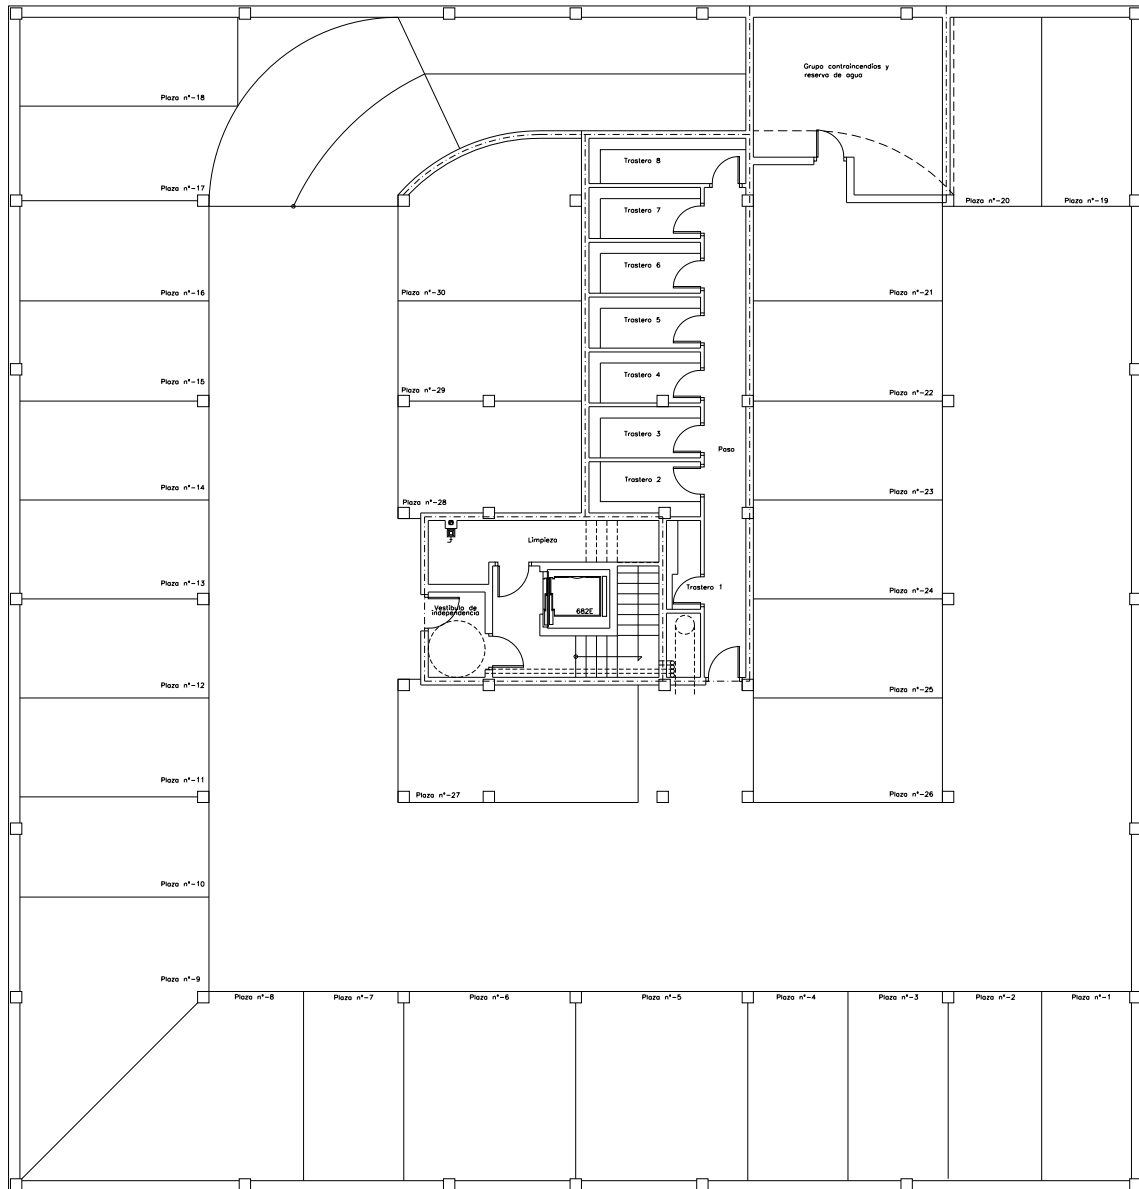 Grupo contraincendios y
reserva de agua
Plaza nº-18
Trastero 8
Plaza nº-17
Plaza nº-20
Plaza nº-19
Trastero 7
Trastero 6
Plaza nº-16
Plaza nº-30
Plaza nº-21
Trastero 5
Trastero 4
Plaza nº-15
Plaza nº-29
Plaza nº-22
Trastero 3
Paso
Trastero 2
Plaza nº-14
Plaza nº-23
Plaza nº-28
Limpieza
Plaza nº-13
Trastero 1
Plaza nº-24
Vestibulo de
independencia
682E
Plaza nº-12
Plaza nº-25
Plaza nº-11
Plaza nº-27
Plaza nº-26
Plaza nº-10
Plaza nº-9
Plaza nº-8
Plaza nº-7
Plaza nº-6
Plaza nº-5
Plaza nº-4
Plaza nº-3
Plaza nº-2
Plaza nº-1